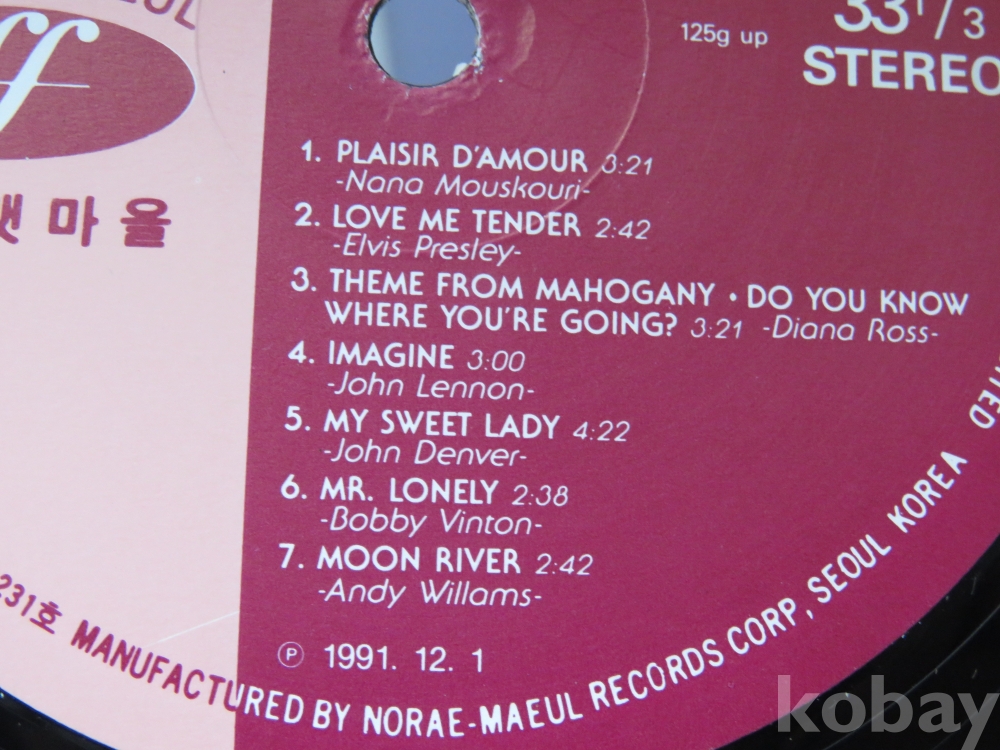 ff
125g up
33 1/3
STEREO
마을
1. PLAISIR D'AMOUR 3:21
-Nana Mouskouri-
2. LOVE ME TENDER 2:42
-Elvis Presley-
3. THEME FROM MAHOGANY • DO YOU KNOW
WHERE YOU'RE GOING? 3:21 -Diana Ross-
4. IMAGINE 3:00
-John Lennon-
5. MY SWEET LADY 4:22
-John Denver-
6. MR. LONELY 2:38
-Bobby Vinton-
7. MOON RIVER 2:42
-Andy Willams-
Ⓟ 1991. 12. 1
231호 MANUFACTURED BY NORAE-MAEUL RECORDS CORP, SEOUL KOREA
kobay